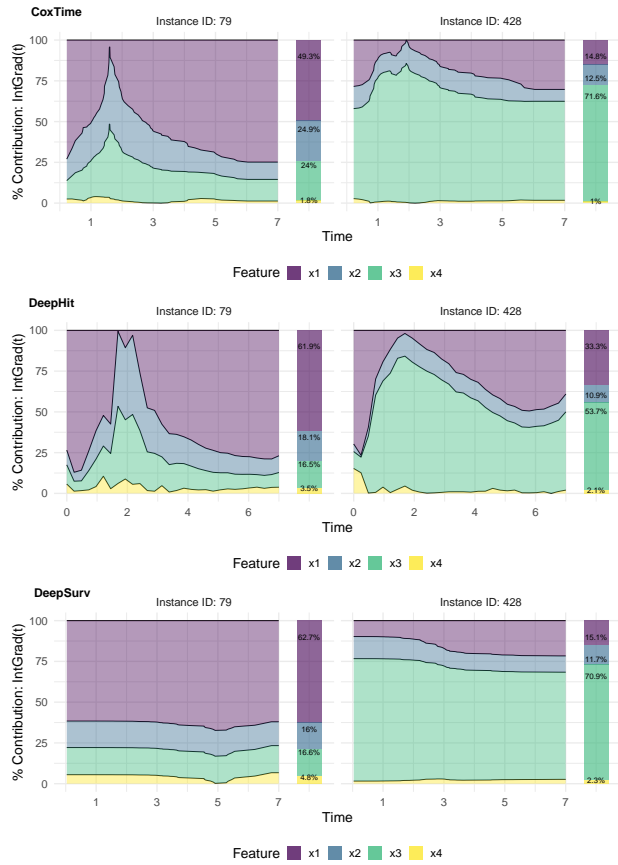 CoxTime
Instance ID: 79
Instance ID: 428
% Contribution: IntGrad(t)
100
75
50
25
0
49.3%
24.9%
24%
1.8%
14.8%
12.5%
71.6%
1%
1 3 5 7
1 3 5 7
Time
Feature x1 x2 x3 x4
DeepHit
Instance ID: 79
Instance ID: 428
% Contribution: IntGrad(t)
100
75
50
25
0
61.9%
18.1%
16.5%
3.5%
33.3%
10.9%
53.7%
2.1%
0 2 4 6
0 2 4 6
Time
Feature x1 x2 x3 x4
DeepSurv
Instance ID: 79
Instance ID: 428
% Contribution: IntGrad(t)
100
75
50
25
0
62.7%
16%
16.6%
4.8%
15.1%
11.7%
70.9%
2.3%
1 3 5 7
1 3 5 7
Time
Feature x1 x2 x3 x4